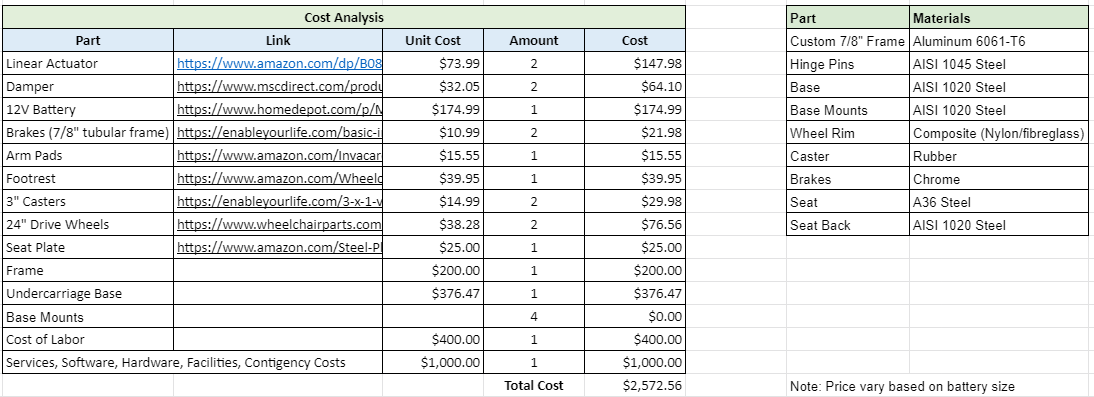 Cost Analysis
Part Link Unit Cost Amount Cost
Linear Actuator https://www.amazon.com/dp/B08 $73.99 2 $147.98
Damper https://www.mscdirect.com/produ $32.05 2 $64.10
12V Battery https://www.homedepot.com/p/N $174.99 1 $174.99
Brakes (7/8" tubular frame) https://enableyourlife.com/basic-i $10.99 2 $21.98
Arm Pads https://www.amazon.com/Invacar $15.55 1 $15.55
Footrest https://www.amazon.com/Wheelc $39.95 1 $39.95
3" Casters https://enableyourlife.com/3-x-1-v $14.99 2 $29.98
24" Drive Wheels https://www.wheelchairparts.com $38.28 2 $76.56
Seat Plate https://www.amazon.com/Steel-Pl $25.00 1 $25.00
Frame $200.00 1 $200.00
Undercarriage Base $376.47 1 $376.47
Base Mounts 4 $0.00
Cost of Labor $400.00 1 $400.00
Services, Software, Hardware, Facilities, Contigency Costs $1,000.00 1 $1,000.00
Total Cost $2,572.56
Part Materials
Custom 7/8" Frame Aluminum 6061-T6
Hinge Pins AISI 1045 Steel
Base AISI 1020 Steel
Base Mounts AISI 1020 Steel
Wheel Rim Composite (Nylon/fibreglass)
Caster Rubber
Brakes Chrome
Seat A36 Steel
Seat Back AISI 1020 Steel
Note: Price vary based on battery size